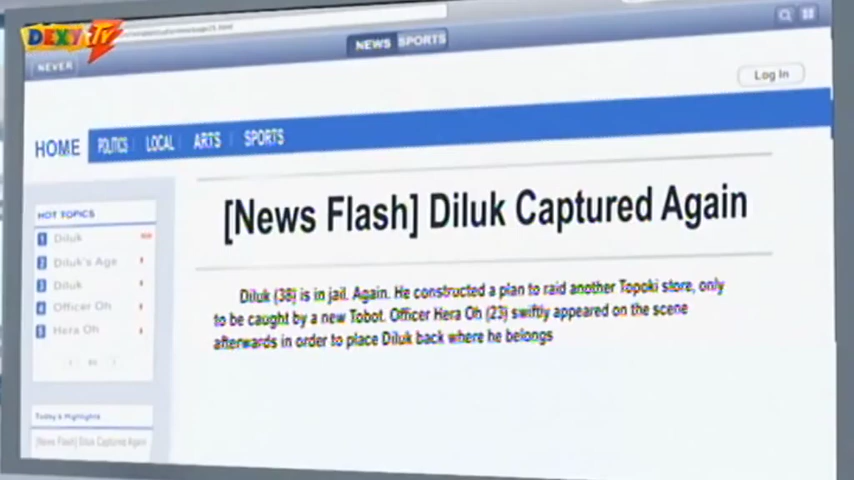 DEXY TV
NEVER
NEWS SPORTS
Log In
HOME POLITICS LOCAL ARTS SPORTS
HOT TOPICS
1 Diluk
2 Diluk's Age
3 Diluk
4 Officer Oh
5 Hera Oh
Today's Highlights
[News Flash] Diluk Captured Again
[News Flash] Diluk Captured Again
Diluk (38) is in jail. Again. He constructed a plan to raid another Topoki store, only
to be caught by a new Tobot. Officer Hera Oh (23) swiftly appeared on the scene
afterwards in order to place Diluk back where he belongs